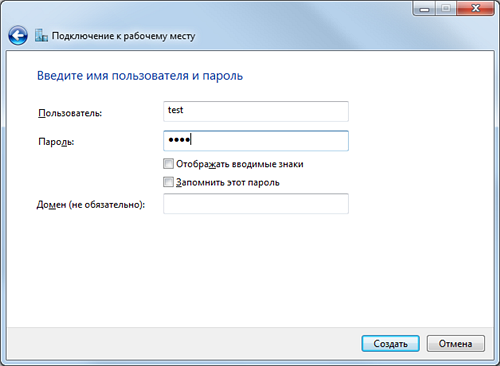 Подключение к рабочему месту
Введите имя пользователя и пароль
Пользователь: test
Пароль: ●●●●
Отображать вводимые знаки
Запомнить этот пароль
Домен (не обязательно):
Создать Отмена